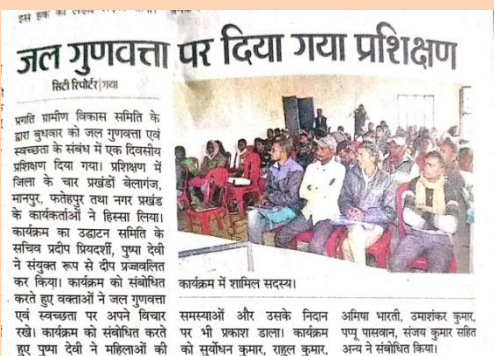 इस हक का
जल गुणवत्ता पर दिया गया प्रशिक्षण
सिटी रिपोर्टर|गया
प्रगति ग्रामीण विकास समिति के
द्वारा बुधवार को जल गुणवत्ता एवं
स्वच्छता के संबंध में एक दिवसीय
प्रशिक्षण दिया गया। प्रशिक्षण में
जिला के चार प्रखंडों बेलागंज,
मानपुर, फतेहपुर तथा नगर प्रखंड
के कार्यकर्ताओं ने हिस्सा लिया।
कार्यक्रम का उद्घाटन समिति के
सचिव प्रदीप प्रियदर्शी, पुष्पा देवी
ने संयुक्त रूप से दीप प्रज्जवलित
कर किया। कार्यक्रम को संबोधित
करते हुए वक्ताओं ने जल गुणवत्ता
एवं स्वच्छता पर अपने विचार
रखे। कार्यक्रम को संबोधित करते
हुए पुष्पा देवी ने महिलाओं की
कार्यक्रम में शामिल सदस्य।
समस्याओं और उसके निदान
पर भी प्रकाश डाला। कार्यक्रम
को सुर्योधन कुमार, राहुल कुमार,
अमिषा भारती, उमाशंकर कुमार,
पप्पू पासवान, संजय कुमार सहित
अन्य ने संबोधित किया।